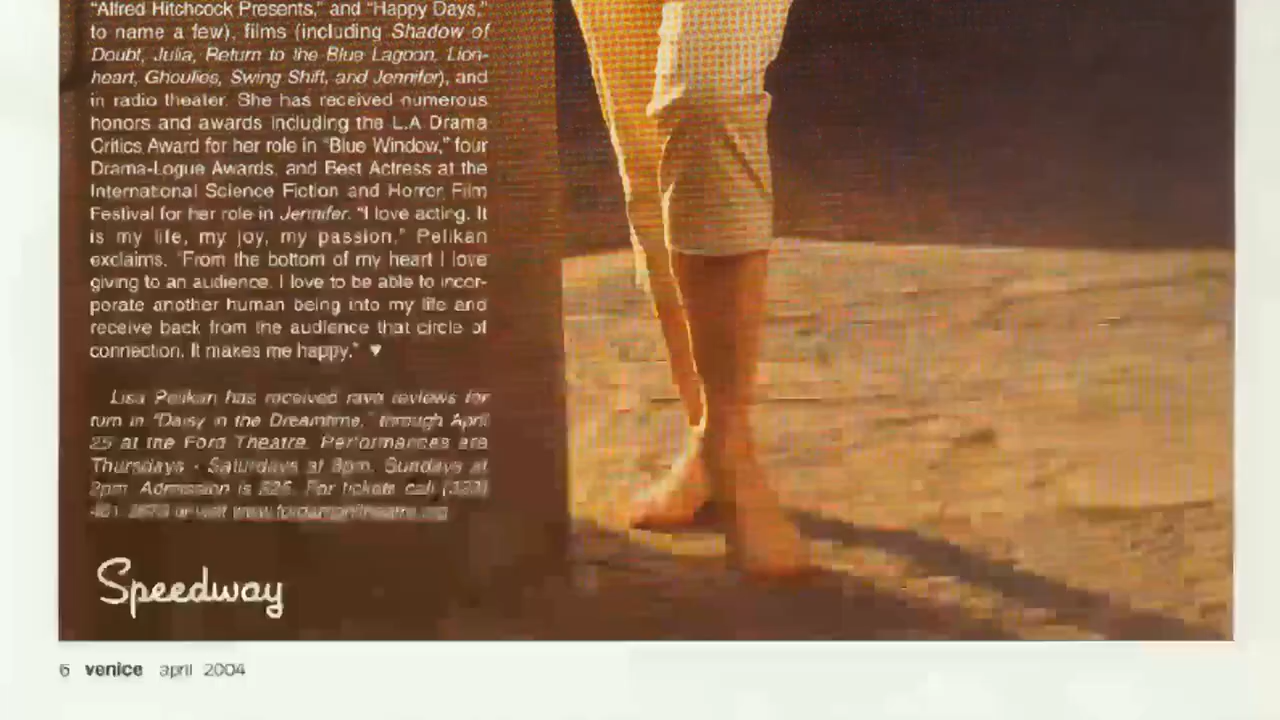 "Alfred Hitchcock Presents," and "Happy Days,"
to name a few), films (including Shadow of
Doubt, Julia, Return to the Blue Lagoon, Lion-
heart, Ghoulies, Swing Shift, and Jennifer), and
in radio theater. She has received numerous
honors and awards including the L.A Drama
Critics Award for her role in "Blue Window," four
Drama-Logue Awards, and Best Actress at the
International Science Fiction and Horror Film
Festival for her role in Jennifer. "I love acting. It
is my life, my joy, my passion," Pelikan
exclaims. "From the bottom of my heart I love
giving to an audience. I love to be able to incor-
porate another human being into my life and
receive back from the audience that circle of
connection. It makes me happy." ▼
Lisa Pelikan has received rave reviews for
turn in "Daisy in the Dreamtime," through April
25 at the Ford Theatre. Performances are
Thursdays - Saturdays at 8pm, Sundays at
Admission is For tickets call (323)
or visit
Speedway
6 venice april 2004